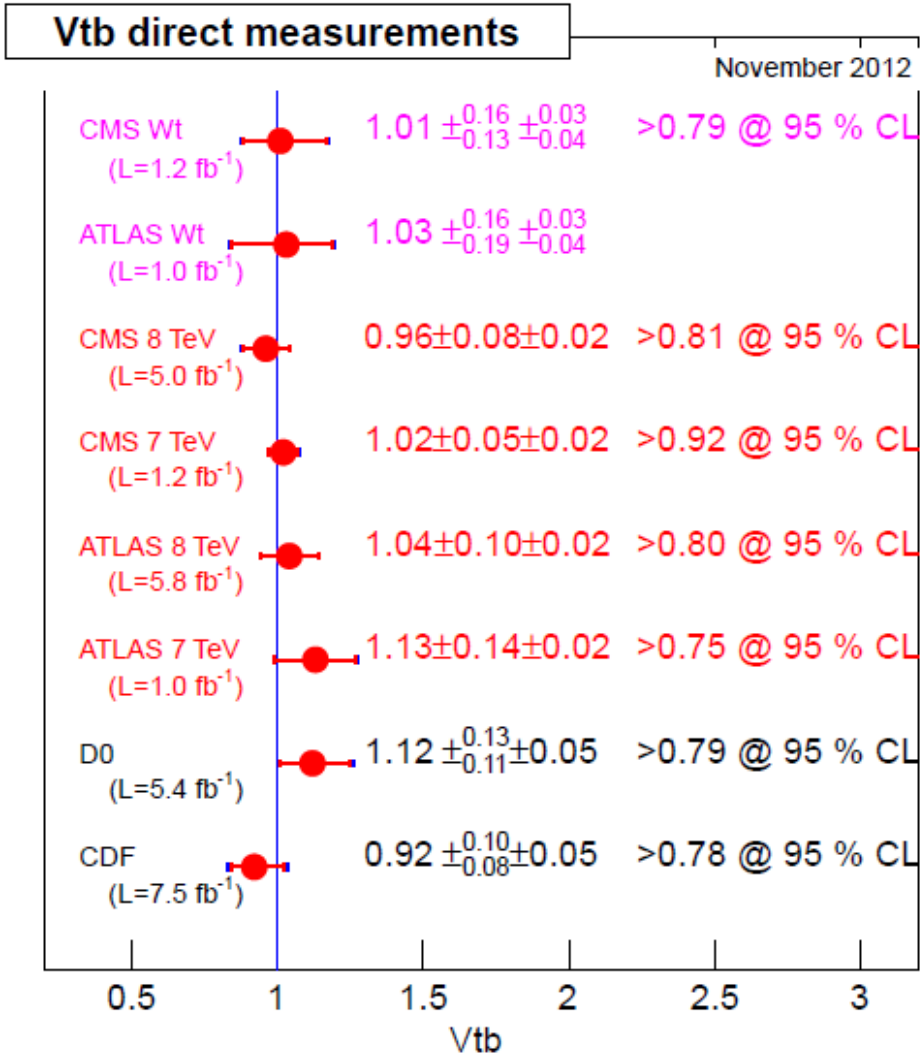 Vtb direct measurements
November 2012
CMS Wt 1.01 ±0.16 0.13 ±0.03 0.04 >0.79 @ 95 % CL
(L=1.2 fb⁻¹)
ATLAS Wt 1.03 ±0.16 0.19 ±0.03 0.04
(L=1.0 fb⁻¹)
CMS 8 TeV 0.96±0.08±0.02 >0.81 @ 95 % CL
(L=5.0 fb⁻¹)
CMS 7 TeV 1.02±0.05±0.02 >0.92 @ 95 % CL
(L=1.2 fb⁻¹)
ATLAS 8 TeV 1.04±0.10±0.02 >0.80 @ 95 % CL
(L=5.8 fb⁻¹)
ATLAS 7 TeV 1.13±0.14±0.02 >0.75 @ 95 % CL
(L=1.0 fb⁻¹)
D0 1.12 ±0.13 0.11 ±0.05 >0.79 @ 95 % CL
(L=5.4 fb⁻¹)
CDF 0.92 ±0.10 0.08 ±0.05 >0.78 @ 95 % CL
(L=7.5 fb⁻¹)
0.5 1 1.5 2 2.5 3
Vtb